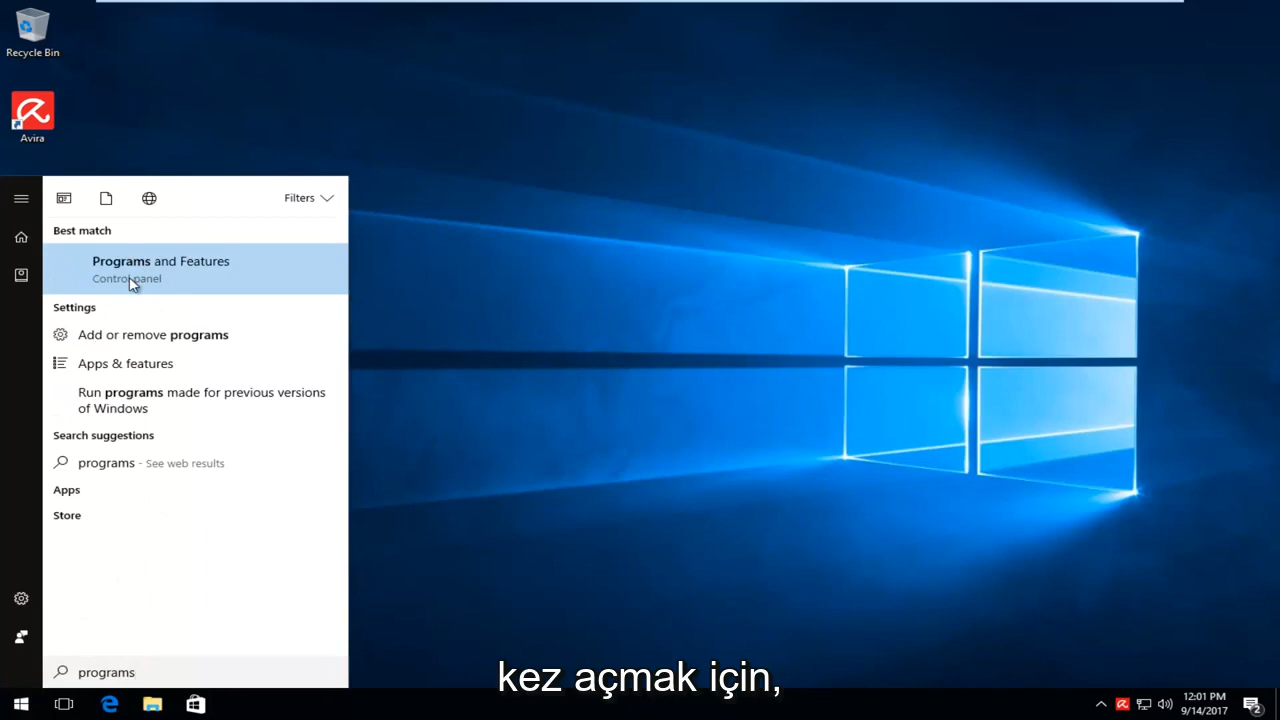 Recycle Bin
Avira
Filters
Best match
Programs and Features
Control panel
Settings
Add or remove programs
Apps & features
Run programs made for previous versions
of Windows
Search suggestions
programs - See web results
Apps
Store
programs
kez açmak için,
12:01 PM
9/14/2017
2